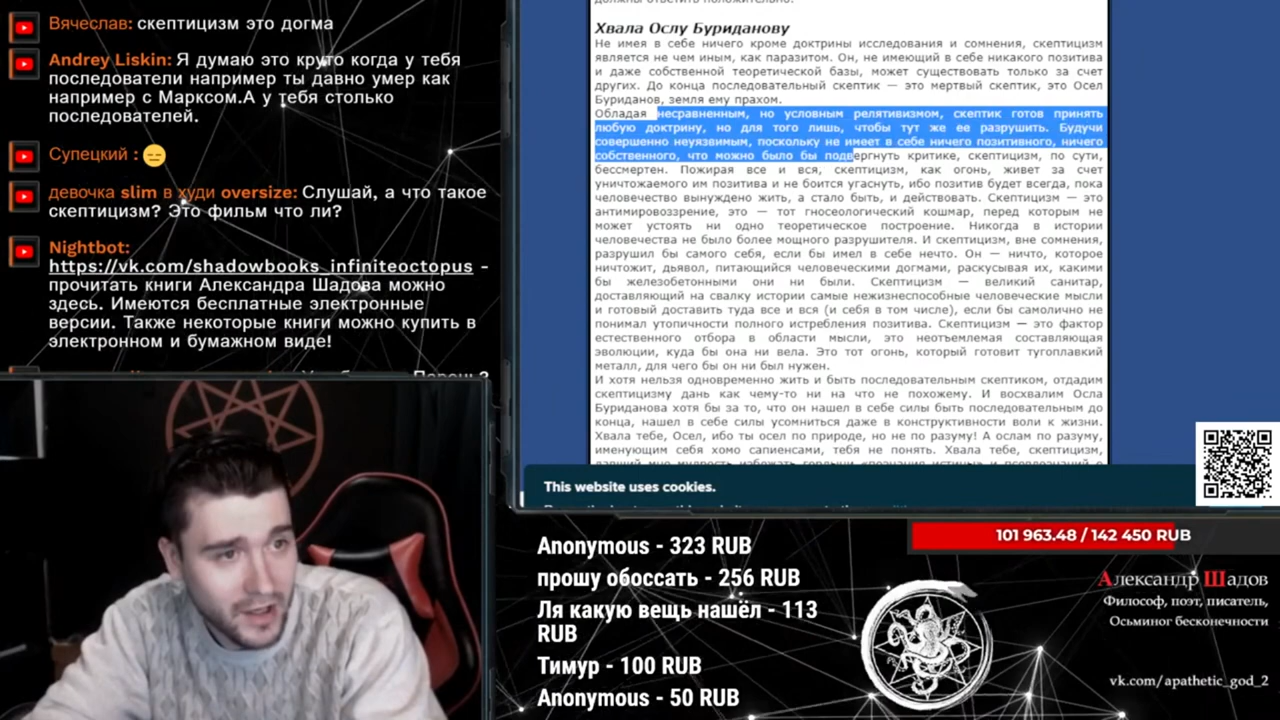 Вячеслав: скептицизм это догма
Andrey Liskin: Я думаю это круто когда у тебя
последователи например ты давно умер как
например с Марксом.А у тебя столько
последователей.
Супецкий : 😑
девочка slim в худи oversize: Слушай, а что такое
скептицизм? Это фильм что ли?
Nightbot:
https://vk.com/shadowbooks_infiniteoctopus -
прочитать книги Александра Шадова можно
здесь. Имеются бесплатные электронные
версии. Также некоторые книги можно купить в
электронном и бумажном виде!
должны ответить положительно.
Хвала Ослу Буриданову
Не имея в себе ничего кроме доктрины исследования и сомнения, скептицизм
является не чем иным, как паразитом. Он, не имеющий в себе никакого позитива
и даже собственной теоретической базы, может существовать только за счет
других. До конца последовательный скептик — это мертвый скептик, это Осел
Буриданов, земля ему прахом.
Обладая несравненным, но условным релятивизмом, скептик готов принять
любую доктрину, но для того лишь, чтобы тут же ее разрушить. Будучи
совершенно неуязвимым, поскольку не имеет в себе ничего позитивного, ничего
собственного, что можно было бы подвергнуть критике, скептицизм, по сути,
бессмертен. Пожирая все и вся, скептицизм, как огонь, живет за счет
уничтожаемого им позитива и не боится угаснуть, ибо позитив будет всегда, пока
человечество вынуждено жить, а стало быть, и действовать. Скептицизм — это
антимировоззрение, это — тот гносеологический кошмар, перед которым не
может устоять ни одно теоретическое построение. Никогда в истории
человечества не было более мощного разрушителя. И скептицизм, вне сомнения,
разрушил бы самого себя, если бы имел в себе нечто. Он — ничто, которое
ничтожит, дьявол, питающийся человеческими догмами, раскусывая их, какими
бы железобетонными они ни были. Скептицизм — великий санитар,
доставляющий на свалку истории самые нежизнеспособные человеческие мысли
и готовый доставить туда все и вся (и себя в том числе), если бы самолично не
понимал утопичности полного истребления позитива. Скептицизм — это фактор
естественного отбора в области мысли, это неотъемлемая составляющая
эволюции, куда бы она ни вела. Это тот огонь, который готовит тугоплавкий
металл, для чего бы он ни был нужен.
И хотя нельзя одновременно жить и быть последовательным скептиком, отдадим
скептицизму дань как чему-то ни на что не похожему. И восхвалим Осла
Буриданова хотя бы за то, что он нашел в себе силы быть последовательным до
конца, нашел в себе силы усомниться даже в конструктивности воли к жизни.
Хвала тебе, Осел, ибо ты осел по природе, но не по разуму! А ослам по разуму,
именующим себя хомо сапиенсами, тебя не понять. Хвала тебе, скептицизм,
This website uses cookies.
101 963.48 / 142 450 RUB
Anonymous - 323 RUB
прошу обоссать - 256 RUB
Ля какую вещь нашёл - 113
RUB
Тимур - 100 RUB
Anonymous - 50 RUB
Александр Шадов
Философ, поэт, писатель,
Осьминог бесконечности
vk.com/apathetic_god_2